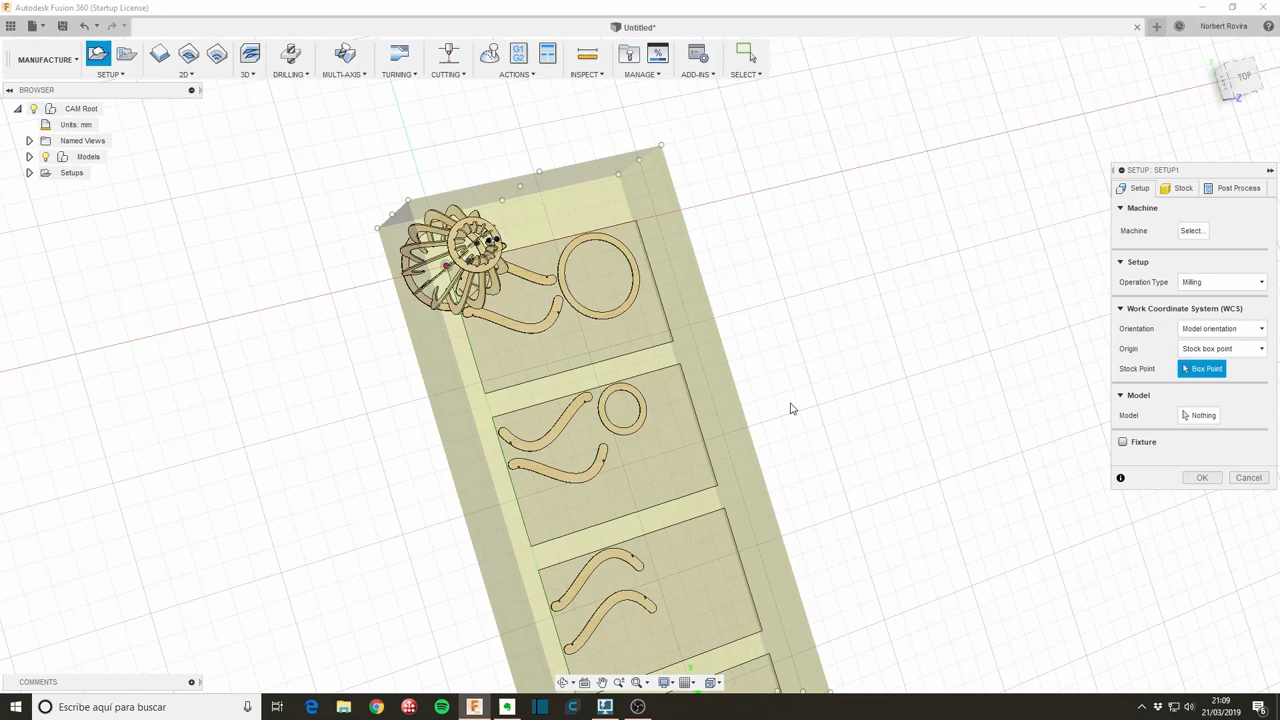 Autodesk Fusion 360 (Startup License)
Untitled*
Norbert Rovira
MANUFACTURE
SETUP
2D
3D
DRILLING
MULTI-AXIS
TURNING
CUTTING
G1
G2
ACTIONS
INSPECT
%
MANAGE
ADD-INS
SELECT
BROWSER
CAM Root
Units: mm
Named Views
Models
Setups
Y
TOP
Z
SETUP: SETUP1
Setup
Stock
Post Process
Machine
Machine Select...
Setup
Operation Type Milling
Work Coordinate System (WCS)
Orientation Model orientation
Origin Stock box point
Stock Point Box Point
Model
Model Nothing
Fixture
OK Cancel
Y
COMMENTS
Escribe aquí para buscar
21:09
21/03/2019
6